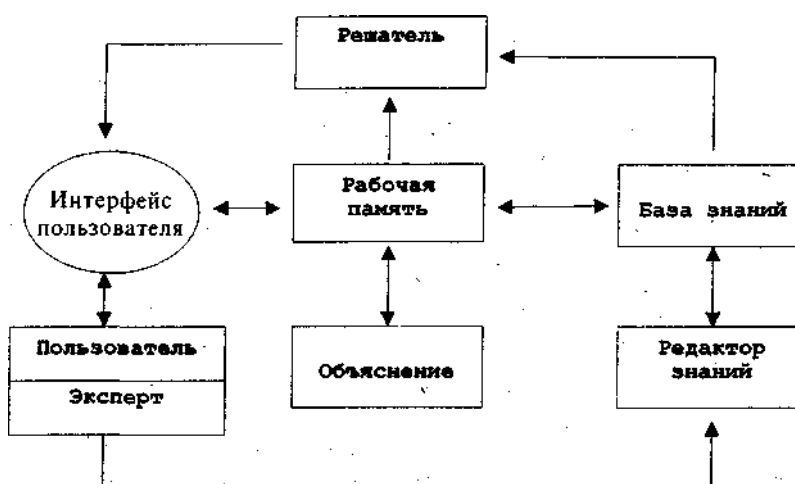 Решатель
Интерфейс
пользователя
Рабочая
память
База знаний
Пользователь
Эксперт
Объяснение
Редактор
знаний